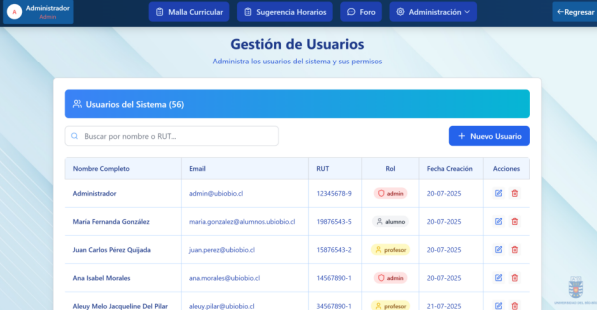 A Administrador
Admin
Malla Curricular
Sugerencia Horarios
Foro
Administración
←Regresar
Gestión de Usuarios
Administra los usuarios del sistema y sus permisos
Usuarios del Sistema (56)
Buscar por nombre o RUT...
+ Nuevo Usuario
Nombre Completo Email RUT Rol Fecha Creación Acciones
Administrador admin@ubiobio.cl 12345678-9 admin 20-07-2025
María Fernanda González maria.gonzalez@alumnos.ubiobio.cl 19876543-5 alumno 20-07-2025
Juan Carlos Pérez Quijada juan.perez@ubiobio.cl 15876543-2 profesor 20-07-2025
Ana Isabel Morales ana.morales@ubiobio.cl 14567890-1 admin 20-07-2025
Aleuy Melo Jacqueline Del Pilar aleuy.pilar@ubiobio.cl 34567890-1 profesor 21-07-2025
UNIVERSIDAD DEL BÍO-BÍO